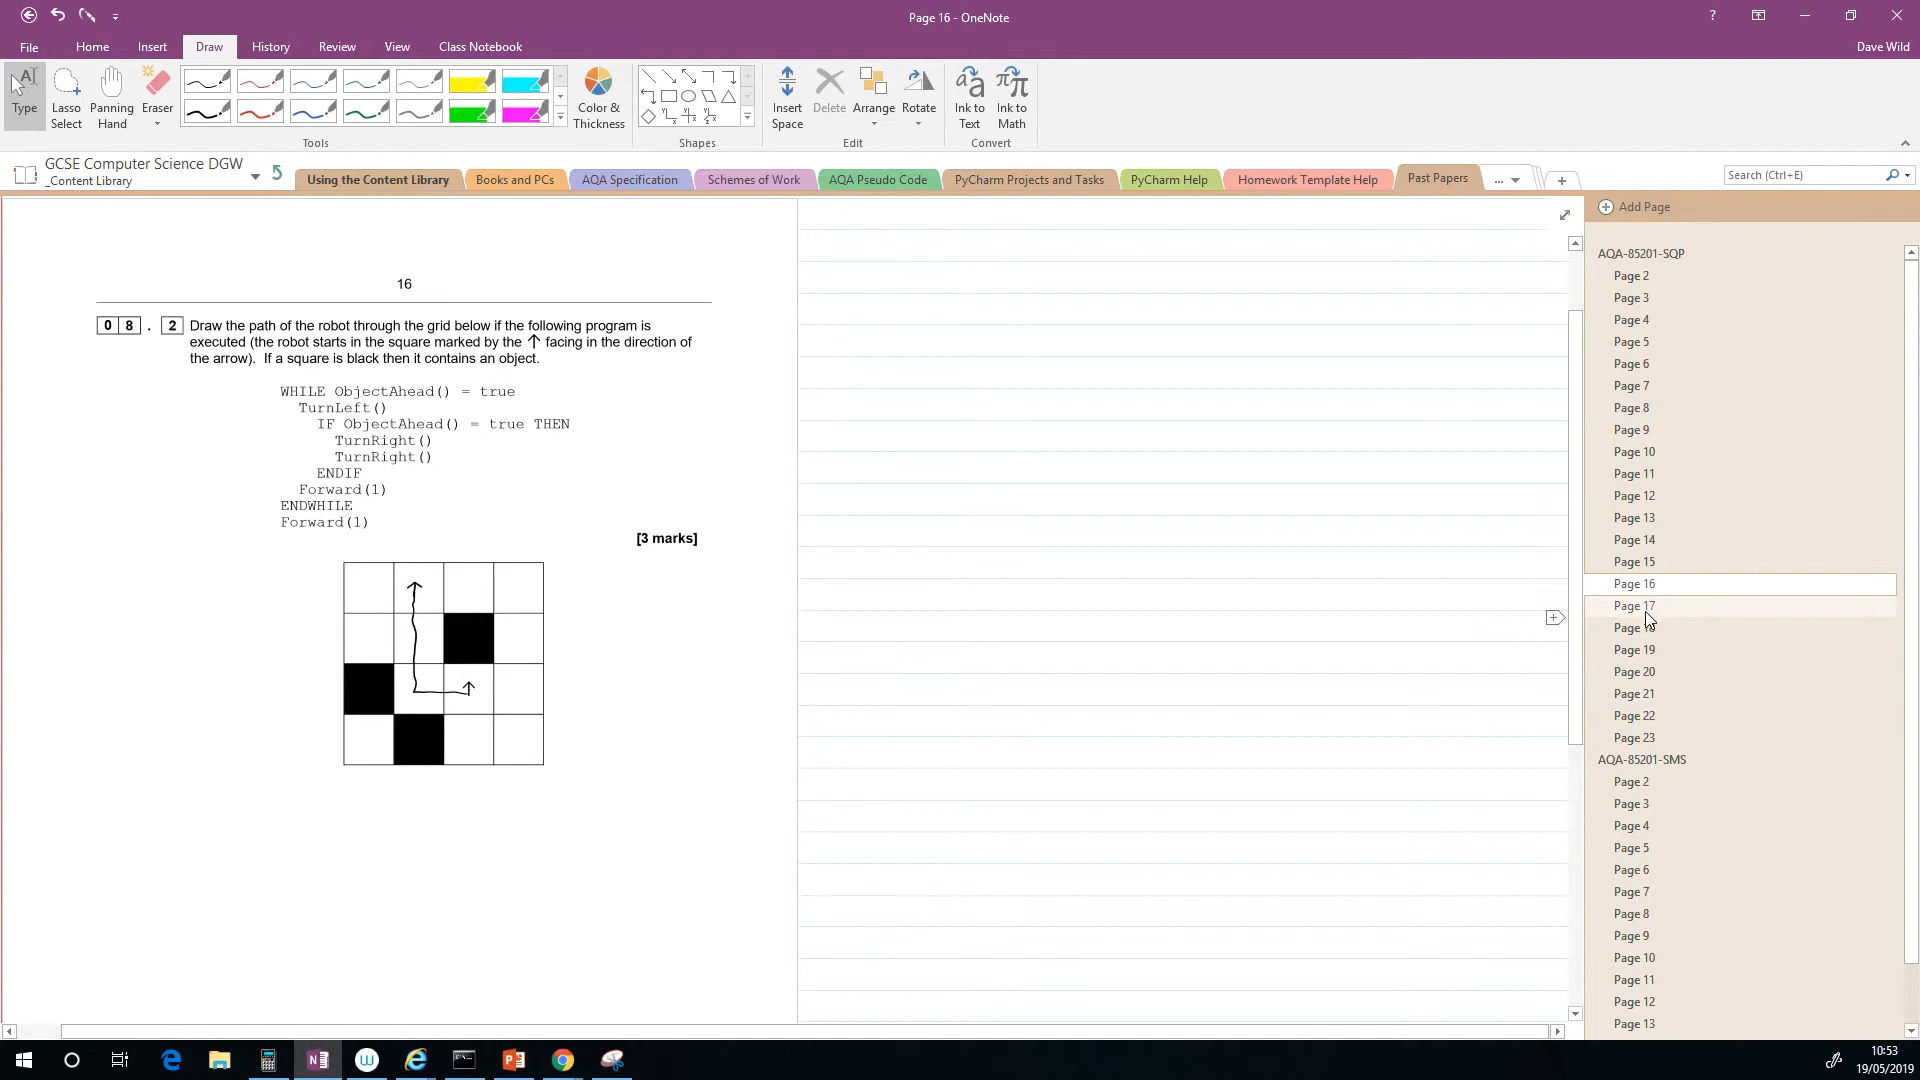 Page 16 - OneNote
?
File
Home
Insert
Draw
History
Review
View
Class Notebook
Dave Wild
Type
Lasso
Select
Panning
Hand
Eraser
Color &
Thickness
Insert
Space
Delete
Arrange
Rotate
Ink to
Text
Ink to
Math
Tools
Shapes
Edit
Convert
GCSE Computer Science DGW
_Content Library
Using the Content Library
Books and PCs
AQA Specification
Schemes of Work
AQA Pseudo Code
PyCharm Projects and Tasks
PyCharm Help
Homework Template Help
Past Papers
...
Search (Ctrl+E)
Add Page
16
0 8 . 2 Draw the path of the robot through the grid below if the following program is
executed (the robot starts in the square marked by the ↑ facing in the direction of
the arrow). If a square is black then it contains an object.
WHILE ObjectAhead() = true
TurnLeft()
IF ObjectAhead() = true THEN
TurnRight()
TurnRight()
ENDIF
Forward(1)
ENDWHILE
Forward(1)
[3 marks]
AQA-85201-SQP
Page 2
Page 3
Page 4
Page 5
Page 6
Page 7
Page 8
Page 9
Page 10
Page 11
Page 12
Page 13
Page 14
Page 15
Page 16
Page 17
Page 18
Page 19
Page 20
Page 21
Page 22
Page 23
AQA-85201-SMS
Page 2
Page 3
Page 4
Page 5
Page 6
Page 7
Page 8
Page 9
Page 10
Page 11
Page 12
Page 13
10:53
19/05/2019